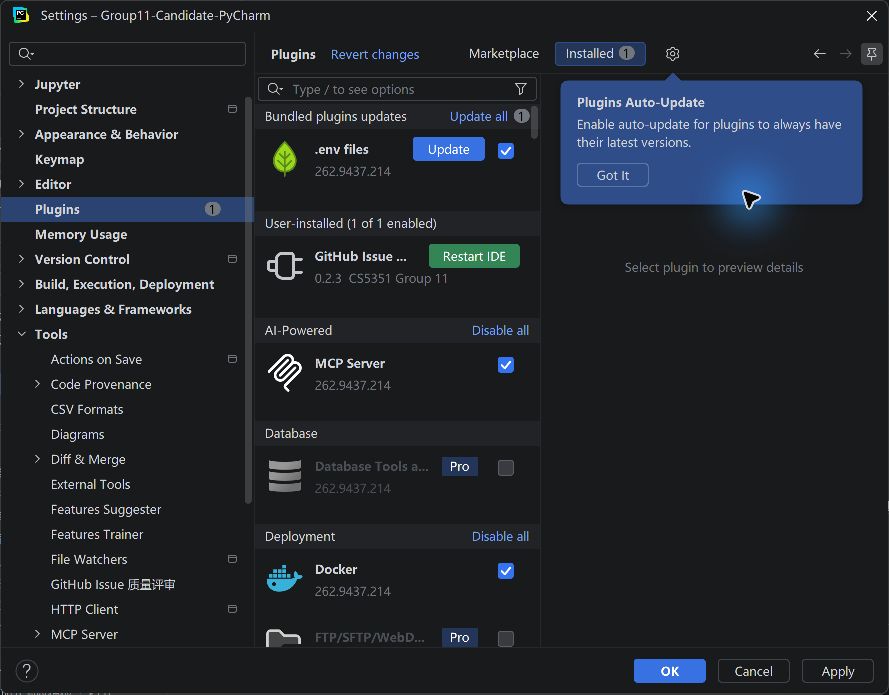 Settings – Group11-Candidate-PyCharm
Jupyter
Project Structure
Appearance & Behavior
Keymap
Editor
Plugins 1
Memory Usage
Version Control
Build, Execution, Deployment
Languages & Frameworks
Tools
Actions on Save
Code Provenance
CSV Formats
Diagrams
Diff & Merge
External Tools
Features Suggester
Features Trainer
File Watchers
GitHub Issue 质量评审
HTTP Client
MCP Server
Plugins Revert changes Marketplace Installed 1
Type / to see options
Bundled plugins updates Update all 1
.env files Update
262.9437.214
User-installed (1 of 1 enabled)
GitHub Issue ... Restart IDE
0.2.3 CS5351 Group 11
AI-Powered Disable all
MCP Server
262.9437.214
Database
Database Tools a... Pro
262.9437.214
Deployment Disable all
Docker
262.9437.214
FTP/SFTP/WebD... Pro
Plugins Auto-Update
Enable auto-update for plugins to always have
their latest versions.
Got It
Select plugin to preview details
? OK Cancel Apply